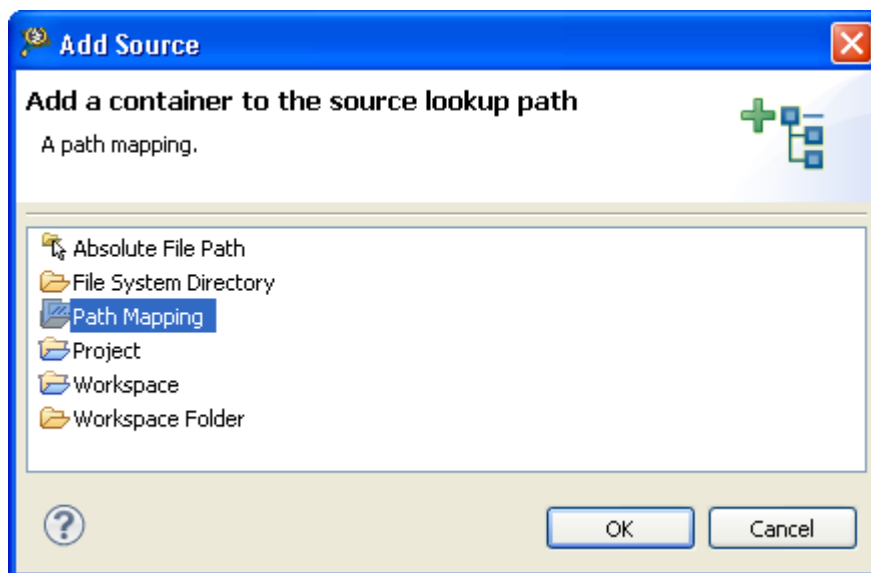 Add Source
Add a container to the source lookup path
A path mapping.
Absolute File Path
File System Directory
Path Mapping
Project
Workspace
Workspace Folder
?
OK
Cancel